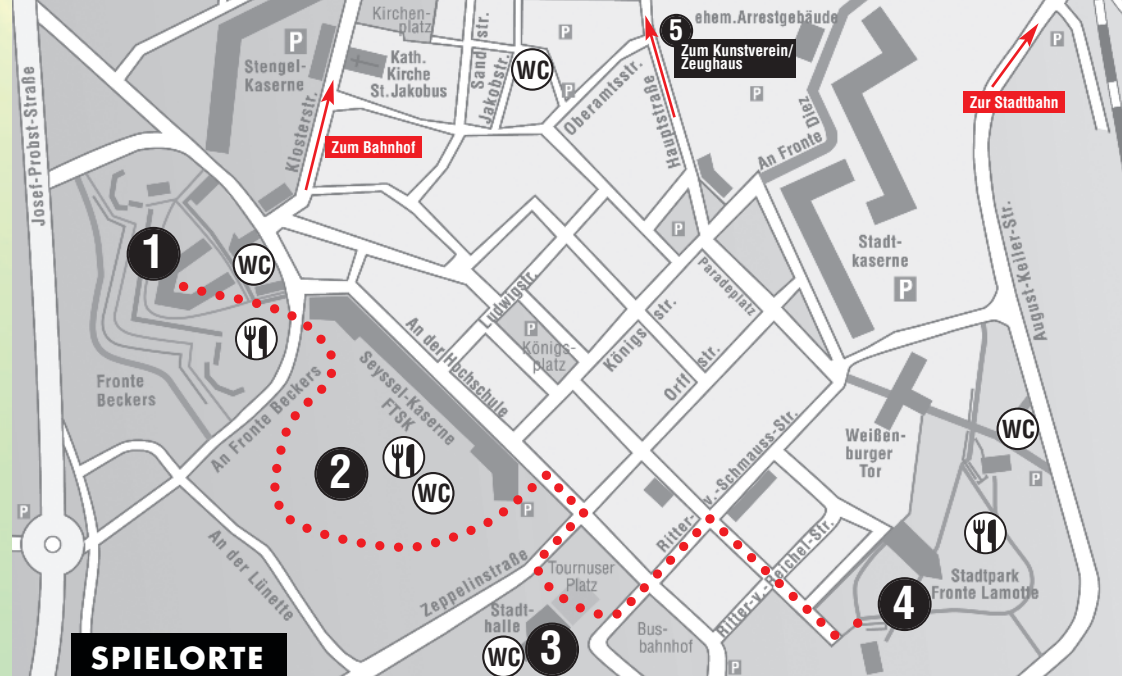 Josef-Probst-Straße
P
Stengel-
Kaserne
Klosterstr.
Kirchen-
platz
Kath.
Kirche
St.Jakobus
Sand
str.
Jakobstr.
WC
P
P
Oberamtsstr.
Hauptstraße
5
ehem.Arrestgebäude
Zum Kunstverein/
Zeughaus
P
An Fronte
Diez
P
Zur Stadtbahn
Zum Bahnhof
1
WC
Fronte
Beckers
An Fronte Beckers
Seyssel-Kaserne
FTSK
An der Hochschule
Ludwigstr.
P
Königs-
platz
Königs
str.
Orff
str.
P
Paradeplatz
Stadt-
kaserne
P
August-Keiler-Str.
2
WC
P
P
An der Lünette
Zeppelinstraße
Tournuser
Platz
Stadt-
halle
WC
3
Ritter-
v.-Schmauss-Str.
Ritter-v.-Reichel-Str.
Bus-
bahnhof
P
Weißen-
burger
Tor
WC
P
Stadtpark
Fronte Lamotte
4
SPIELORTE